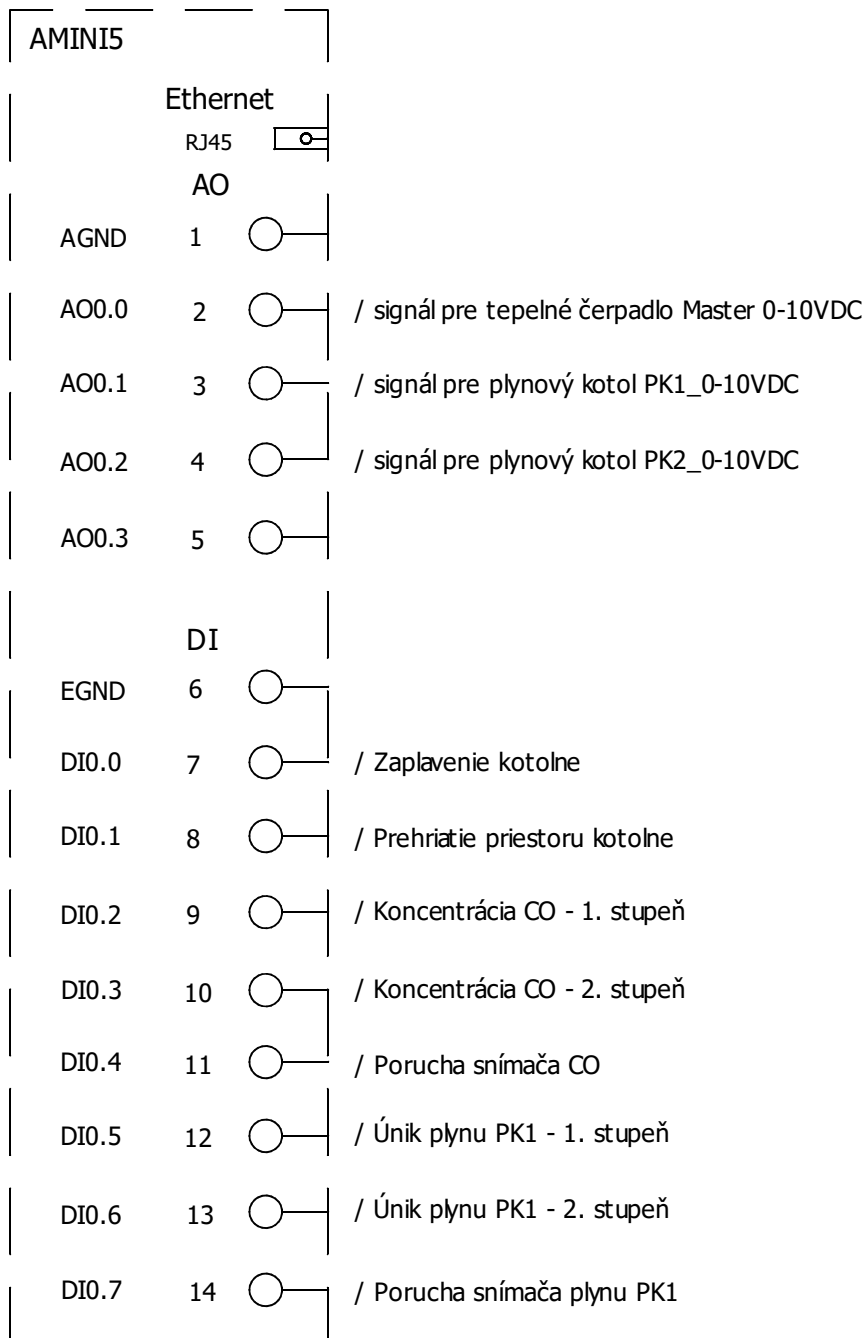 AMINI5
Ethernet
RJ45
AO
AGND 1
AO0.0 2 / signál pre tepelné čerpadlo Master 0-10VDC
AO0.1 3 / signál pre plynový kotol PK1_0-10VDC
AO0.2 4 / signál pre plynový kotol PK2_0-10VDC
AO0.3 5
DI
EGND 6
DI0.0 7 / Zaplavenie kotolne
DI0.1 8 / Prehriatie priestoru kotolne
DI0.2 9 / Koncentrácia CO - 1. stupeň
DI0.3 10 / Koncentrácia CO - 2. stupeň
DI0.4 11 / Porucha snímača CO
DI0.5 12 / Únik plynu PK1 - 1. stupeň
DI0.6 13 / Únik plynu PK1 - 2. stupeň
DI0.7 14 / Porucha snímača plynu PK1